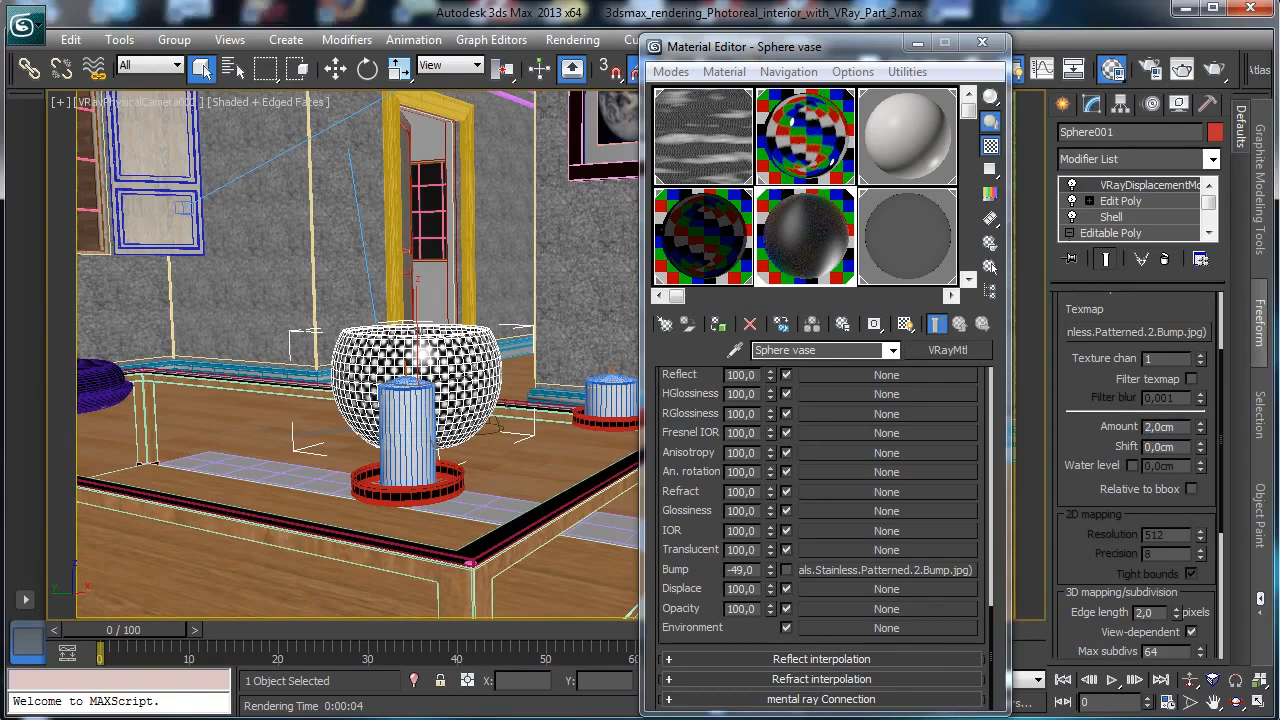 Autodesk 3ds Max 2013 x64 3dsmax_rendering_Photoreal_interior_with_VRay_Part_3.max
Edit Tools Group Views Create Modifiers Animation Graph Editors Rendering Cu
All View 3 Atlas
[+] [VRayPhysicalCamera001] [Shaded + Edged Faces]
z
y x
Material Editor - Sphere vase
Modes Material Navigation Options Utilities
Sphere vase VRayMtl
Reflect 100,0 None
HGlossiness 100,0 None
RGlossiness 100,0 None
Fresnel IOR 100,0 None
Anisotropy 100,0 None
An. rotation 100,0 None
Refract 100,0 None
Glossiness 100,0 None
IOR 100,0 None
Translucent 100,0 None
Bump -49,0 als.Stainless.Patterned.2.Bump.jpg)
Displace 100,0 None
Opacity 100,0 None
Environment None
+ Reflect interpolation
+ Refract interpolation
+ mental ray Connection
Sphere001
Modifier List
VRayDisplacementMo
Edit Poly
Shell
Editable Poly
Texmap
nless.Patterned.2.Bump.jpg)
Texture chan 1
Filter texmap
Filter blur 0,001
Amount 2,0cm
Shift 0,0cm
Water level 0,0cm
Relative to bbox
2D mapping
Resolution 512
Precision 8
Tight bounds
3D mapping/subdivision
Edge length 2,0 pixels
View-dependent
Max subdivs 64
Defaults
Graphite Modeling Tools
Freeform
Selection
Object Paint
< 0 / 100 >
0 10 20 30 40 50 60
1 Object Selected X: Y:
Welcome to MAXScript.
Rendering Time 0:00:04
rs...
0